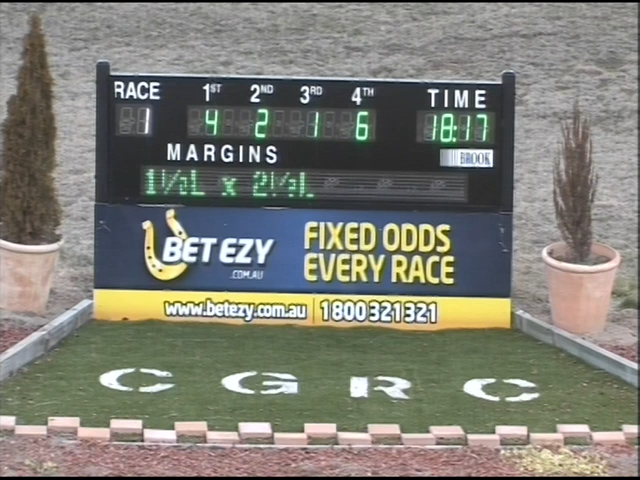 RACE 1ST 2ND 3RD 4TH TIME
1 4 2 1 6 18:17
MARGINS BROOK
1½L x 2½L
BET EZY FIXED ODDS
.COM.AU EVERY RACE
www.betezy.com.au 1800 321 321
C G R C